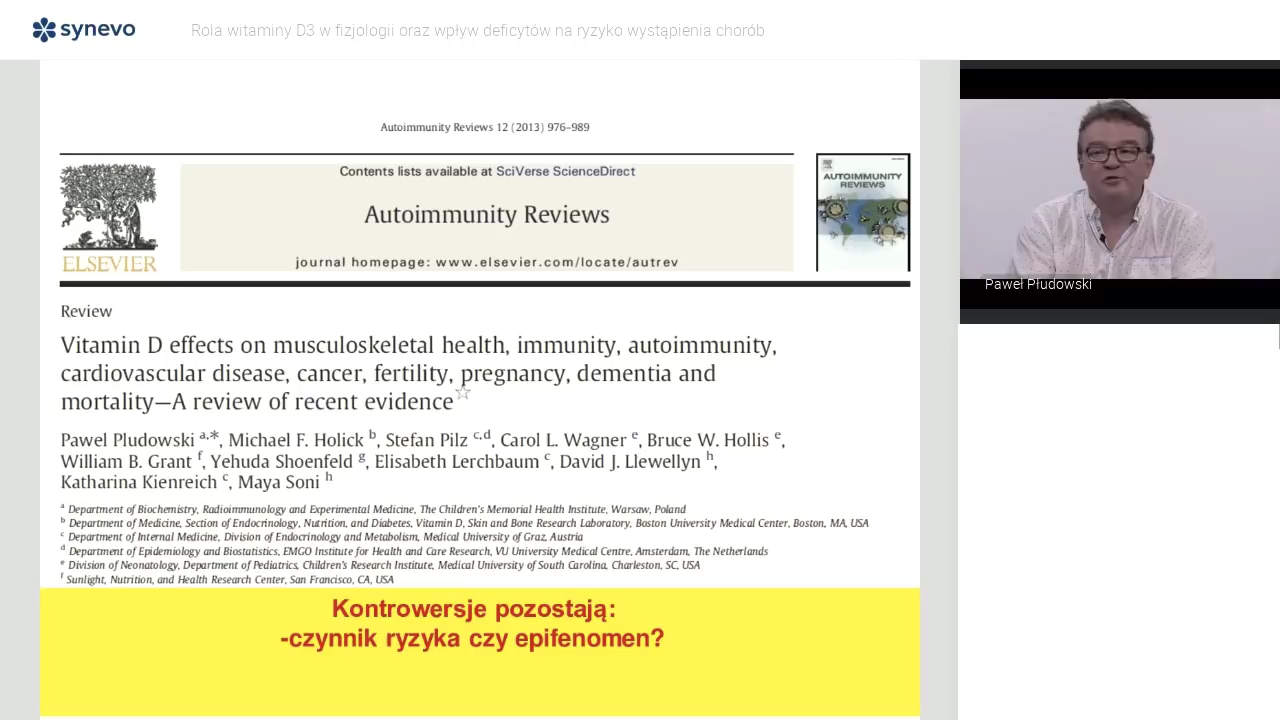 synevo
Rola witaminy D3 w fizjologii oraz wpływ deficytów na ryzyko wystąpienia chorób
Autoimmunity Reviews 12 (2013) 976–989
Contents lists available at SciVerse ScienceDirect
Autoimmunity Reviews
journal homepage: www.elsevier.com/locate/autrev
ELSEVIER
AUTOIMMUNITY
REVIEWS
Paweł Płudowski
Review
Vitamin D effects on musculoskeletal health, immunity, autoimmunity,
cardiovascular disease, cancer, fertility, pregnancy, dementia and
mortality—A review of recent evidence☆
Pawel Pludowski a,*, Michael F. Holick b, Stefan Pilz c,d, Carol L. Wagner e, Bruce W. Hollis e,
William B. Grant f, Yehuda Shoenfeld g, Elisabeth Lerchbaum c, David J. Llewellyn h,
Katharina Kienreich c, Maya Soni h
a Department of Biochemistry, Radioimmunology and Experimental Medicine, The Children's Memorial Health Institute, Warsaw, Poland
b Department of Medicine, Section of Endocrinology, Nutrition, and Diabetes, Vitamin D, Skin and Bone Research Laboratory, Boston University Medical Center, Boston, MA, USA
c Department of Internal Medicine, Division of Endocrinology and Metabolism, Medical University of Graz, Austria
d Department of Epidemiology and Biostatistics, EMGO Institute for Health and Care Research, VU University Medical Centre, Amsterdam, The Netherlands
e Division of Neonatology, Department of Pediatrics, Children's Research Institute, Medical University of South Carolina, Charleston, SC, USA
f Sunlight, Nutrition, and Health Research Center, San Francisco, CA, USA
Kontrowersje pozostają:
-czynnik ryzyka czy epifenomen?